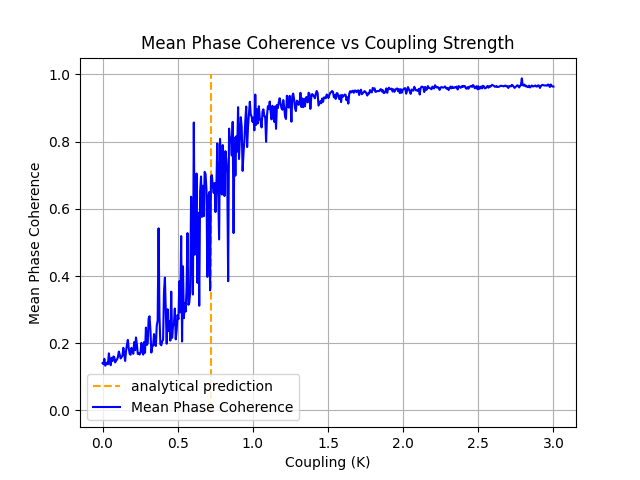 Mean Phase Coherence vs Coupling Strength
Mean Phase Coherence
1.0
0.8
0.6
0.4
0.2
0.0
analytical prediction
Mean Phase Coherence
0.0 0.5 1.0 1.5 2.0 2.5 3.0
Coupling (K)